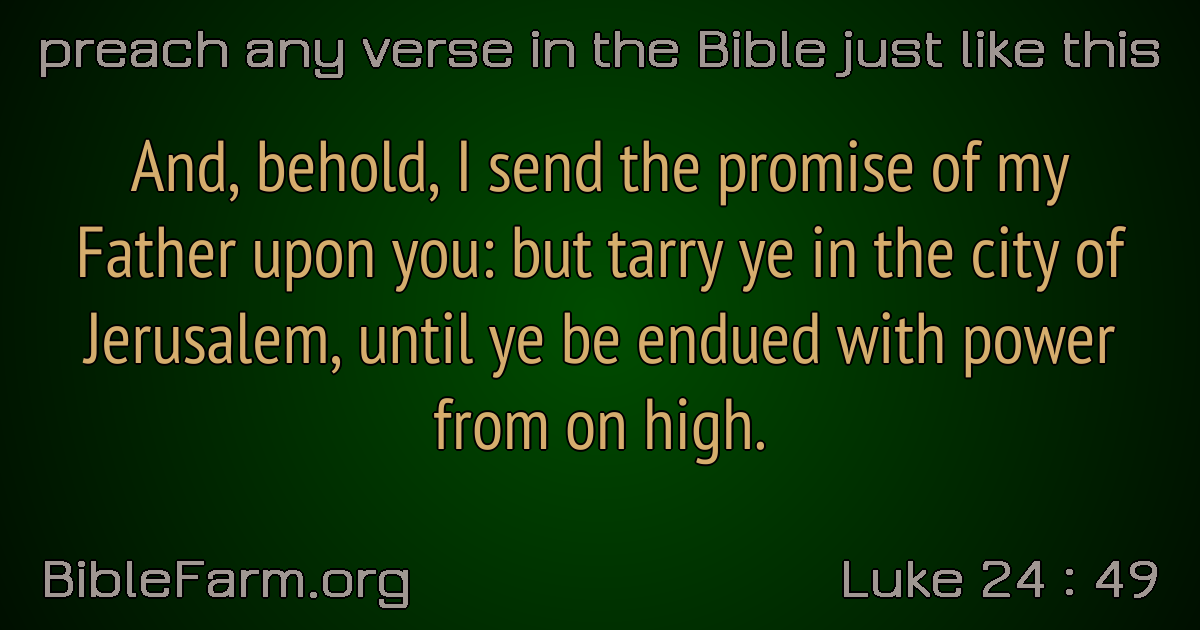 preach any verse in the Bible just like this
And, behold, I send the promise of my
Father upon you: but tarry ye in the city of
Jerusalem, until ye be endued with power
from on high.
BibleFarm.org
Luke 24 : 49